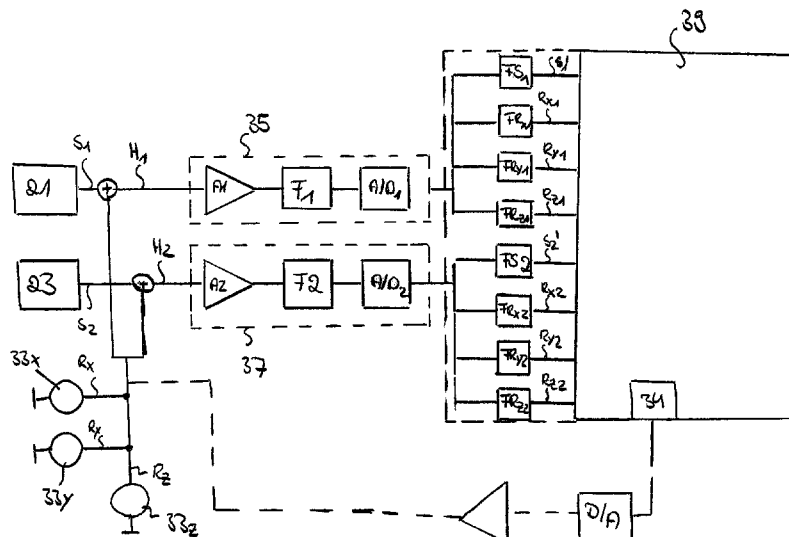 39
FS1
S1'
FRx1
Rx1
35
S1
H1
FRy1
Ry1
21
A1
F1
A/D1
FRz1
Rz1
H2
FS2
S2'
23
A2
F2
A/D2
S2
FRx2
Rx2
37
33x
Rx
FRy2
Ry2
FRz2
Rz2
34
Ry
33y
Rz
33z
D/A